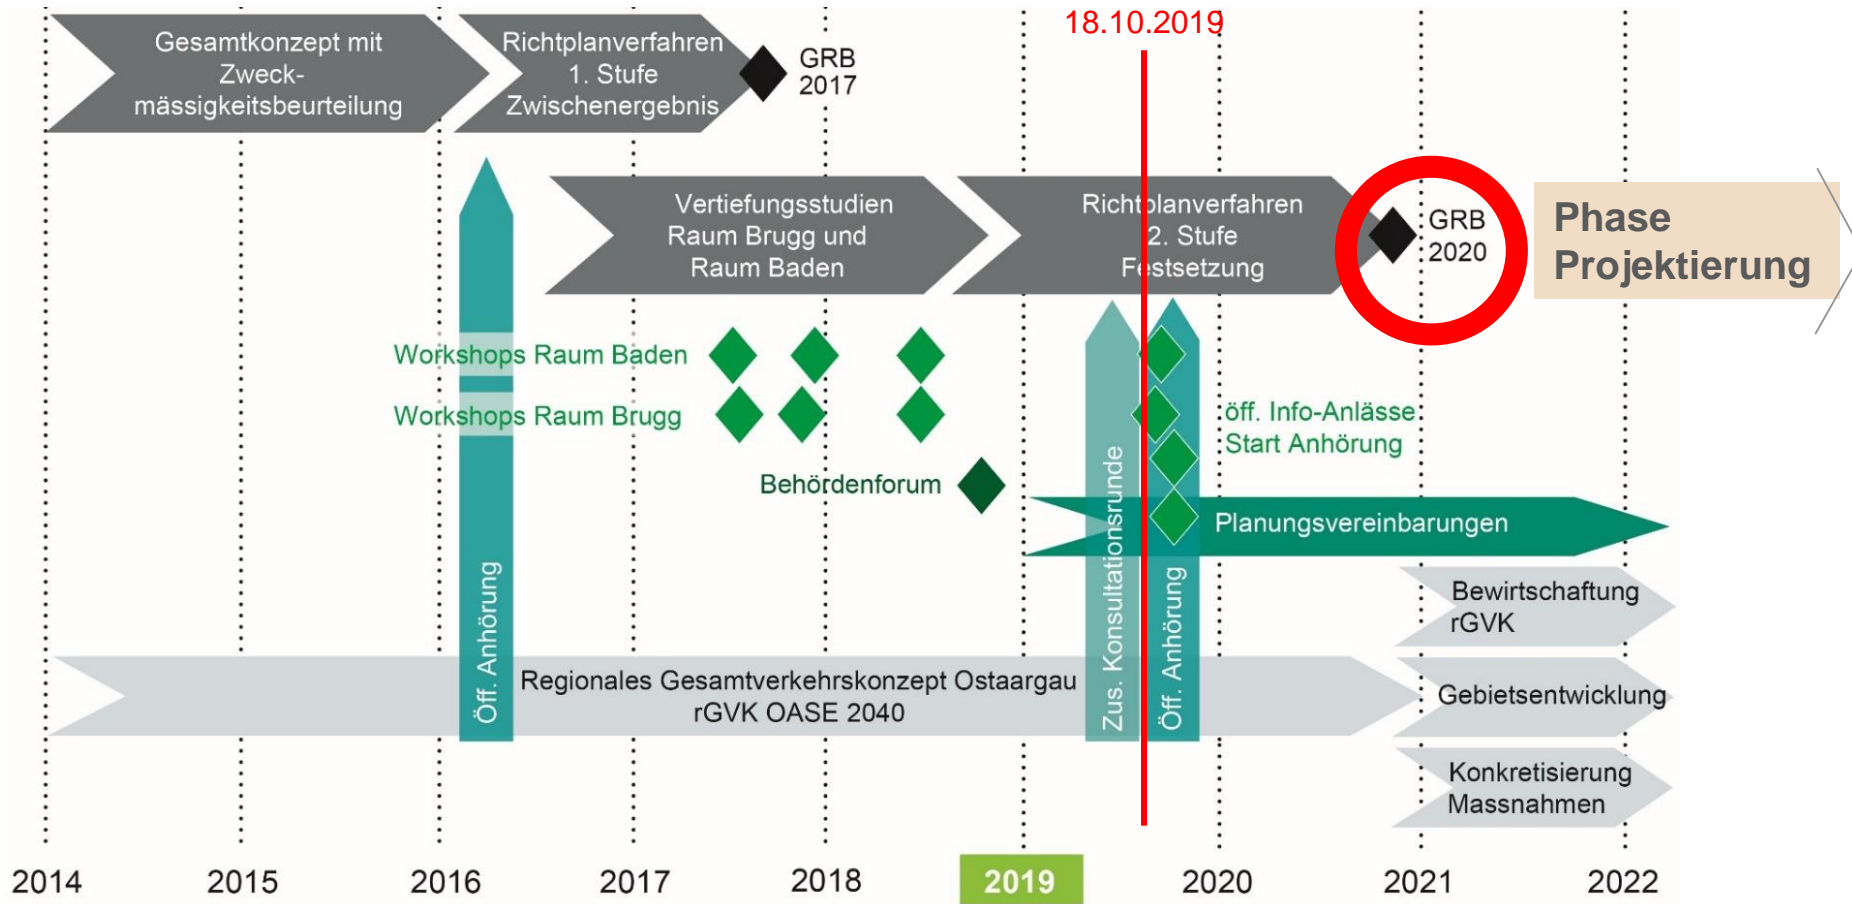 18.10.2019
Gesamtkonzept mit
Zweck-
mässigkeitsbeurteilung
Richtplanverfahren
1. Stufe
Zwischenergebnis
GRB
2017
Vertiefungsstudien
Raum Brugg und
Raum Baden
Richtplanverfahren
2. Stufe
Festsetzung
GRB
2020
Phase
Projektierung
Workshops Raum Baden
Workshops Raum Brugg
öff. Info-Anlässe
Start Anhörung
Behördenforum
Planungsvereinbarungen
Öff. Anhörung
Zus. Konsultationsrunde
Öff. Anhörung
Bewirtschaftung
rGVK
Regionales Gesamtverkehrskonzept Ostaargau
rGVK OASE 2040
Gebietsentwicklung
Konkretisierung
Massnahmen
2014
2015
2016
2017
2018
2019
2020
2021
2022